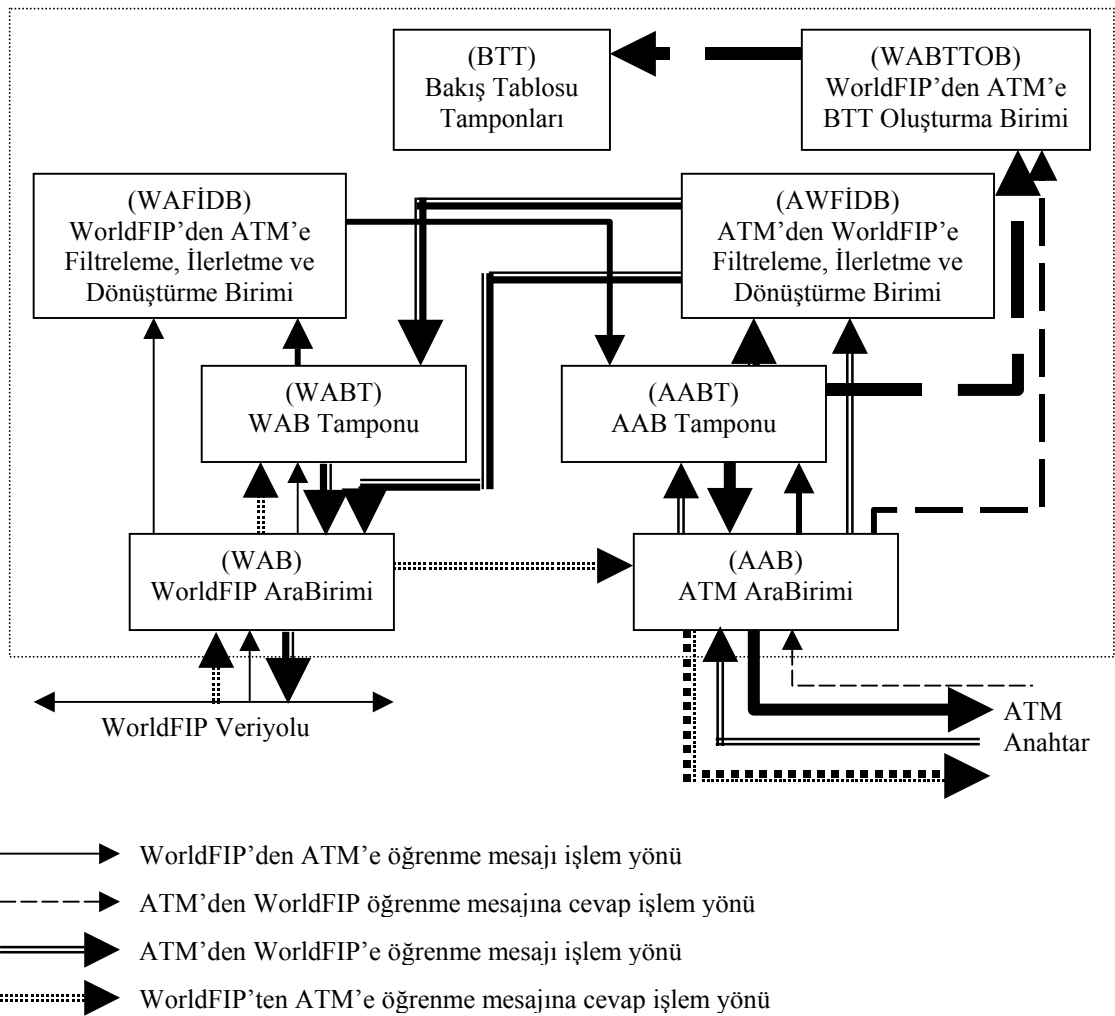 (BTT)
Bakış Tablosu
Tamponları
(WABTTOB)
WorldFIP’den ATM’e
BTT Oluşturma Birimi
(WAFİDB)
WorldFIP’den ATM’e
Filtreleme, İlerletme ve
Dönüştürme Birimi
(AWFİDB)
ATM’den WorldFIP’e
Filtreleme, İlerletme ve
Dönüştürme Birimi
(WABT)
WAB Tamponu
(AABT)
AAB Tamponu
(WAB)
WorldFIP AraBirimi
(AAB)
ATM AraBirimi
WorldFIP Veriyolu
ATM
Anahtar
WorldFIP’den ATM’e öğrenme mesajı işlem yönü
ATM’den WorldFIP öğrenme mesajına cevap işlem yönü
ATM’den WorldFIP’e öğrenme mesajı işlem yönü
WorldFIP’ten ATM’e öğrenme mesajına cevap işlem yönü